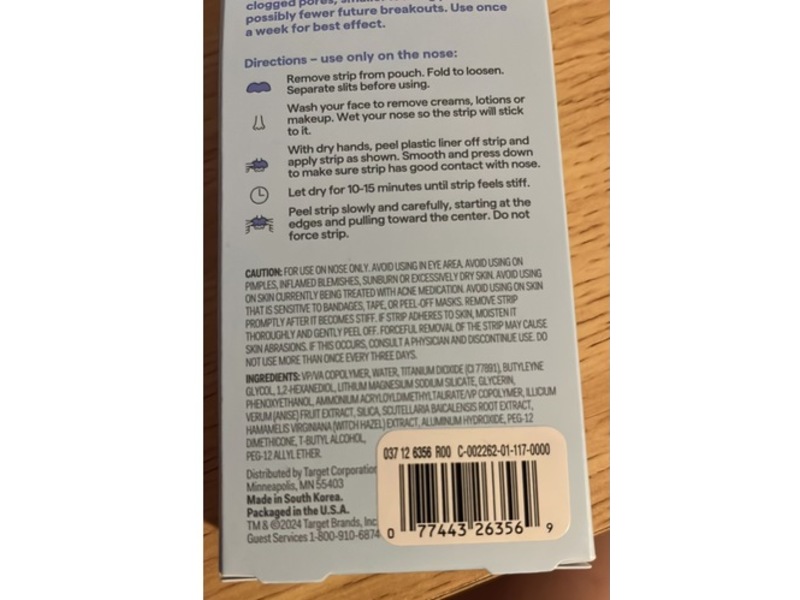 clogged pores,
possibly fewer future breakouts. Use once
a week for best effect.
Directions – use only on the nose:
Remove strip from pouch. Fold to loosen.
Separate slits before using.
Wash your face to remove creams, lotions or
makeup. Wet your nose so the strip will stick
to it.
With dry hands, peel plastic liner off strip and
apply strip as shown. Smooth and press down
to make sure strip has good contact with nose.
Let dry for 10-15 minutes until strip feels stiff.
Peel strip slowly and carefully, starting at the
edges and pulling toward the center. Do not
force strip.
CAUTION: FOR USE ON NOSE ONLY. AVOID USING IN EYE AREA. AVOID USING ON
PIMPLES, INFLAMED BLEMISHES, SUNBURN OR EXCESSIVELY DRY SKIN. AVOID USING
ON SKIN CURRENTLY BEING TREATED WITH ACNE MEDICATION. AVOID USING ON SKIN
THAT IS SENSITIVE TO BANDAGES, TAPE, OR PEEL-OFF MASKS. REMOVE STRIP
PROMPTLY AFTER IT BECOMES STIFF. IF STRIP ADHERES TO SKIN, MOISTEN IT
THOROUGHLY AND GENTLY PEEL OFF. FORCEFUL REMOVAL OF THE STRIP MAY CAUSE
SKIN ABRASIONS. IF THIS OCCURS, CONSULT A PHYSICIAN AND DISCONTINUE USE. DO
NOT USE MORE THAN ONCE EVERY THREE DAYS.
INGREDIENTS: VP/VA COPOLYMER, WATER, TITANIUM DIOXIDE (CI 77891), BUTYLEYNE
GLYCOL, 1,2-HEXANEDIOL, LITHIUM MAGNESIUM SODIUM SILICATE, GLYCERIN,
PHENOXYETHANOL, AMMONIUM ACRYLOYLDIMETHYLTAURATE/VP COPOLYMER, ILLICIUM
VERUM (ANISE) FRUIT EXTRACT, SILICA, SCUTELLARIA BAICALENSIS ROOT EXTRACT,
HAMAMELIS VIRGINIANA (WITCH HAZEL) EXTRACT, ALUMINUM HYDROXIDE, PEG-12
DIMETHICONE, T-BUTYL ALCOHOL,
PEG-12 ALLYL ETHER.
Distributed by Target Corporation
Minneapolis, MN 55403
Made in South Korea.
Packaged in the U.S.A.
TM & ©2024 Target Brands, Inc.
Guest Services 1-800-910-6874
037 12 6356 R00 C-002262-01-117-0000
0 77443 26356 9